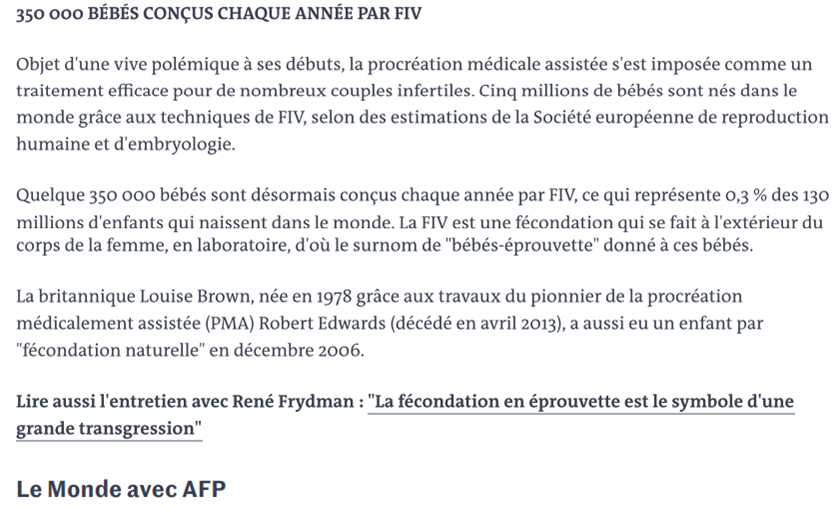 350 000 BÉBÉS CONÇUS CHAQUE ANNÉE PAR FIV
Objet d'une vive polémique à ses débuts, la procréation médicale assistée s'est imposée comme un
traitement efficace pour de nombreux couples infertiles. Cinq millions de bébés sont nés dans le
monde grâce aux techniques de FIV, selon des estimations de la Société européenne de reproduction
humaine et d'embryologie.
Quelque 350 000 bébés sont désormais conçus chaque année par FIV, ce qui représente 0,3 % des 130
millions d'enfants qui naissent dans le monde. La FIV est une fécondation qui se fait à l'extérieur du
corps de la femme, en laboratoire, d'où le surnom de "bébés-éprouvette" donné à ces bébés.
La britannique Louise Brown, née en 1978 grâce aux travaux du pionnier de la procréation
médicalement assistée (PMA) Robert Edwards (décédé en avril 2013), a aussi eu un enfant par
"fécondation naturelle" en décembre 2006.
Lire aussi l'entretien avec René Frydman : "La fécondation en éprouvette est le symbole d'une
grande transgression"
Le Monde avec AFP